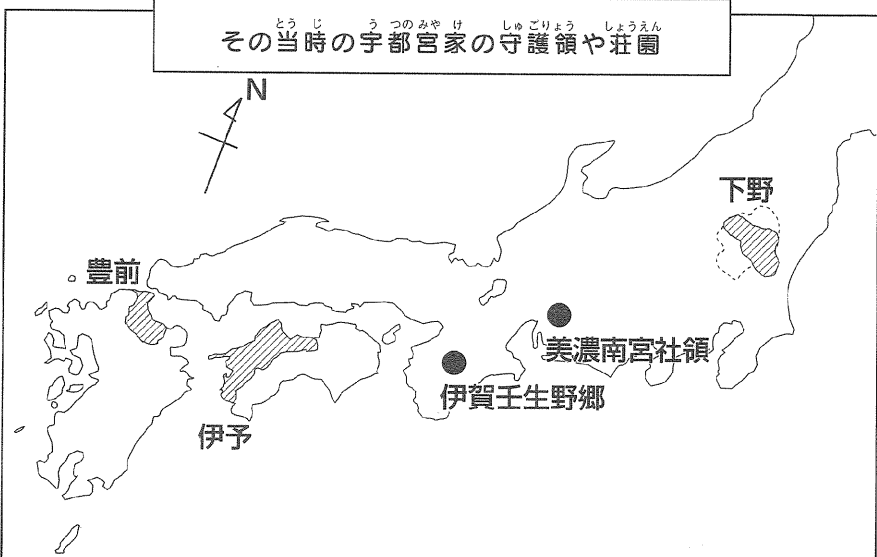 とう じ う つのみや け しゅごりょう しょうえん
その当時の宇都宮家の守護領や荘園
N
下野
豊前
美濃南宮社領
伊賀壬生野郷
伊予